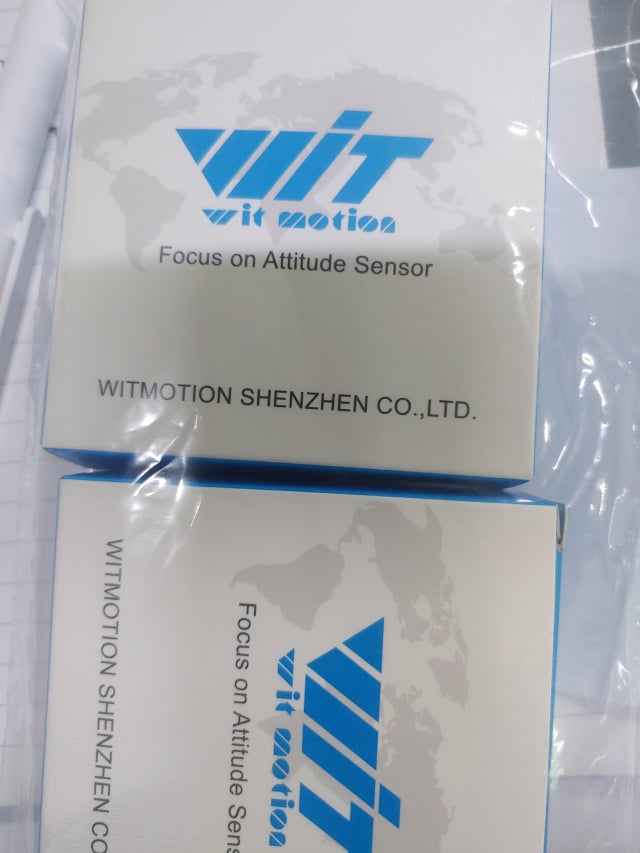 WIT
wit motion
Focus on Attitude Sensor
WITMOTION SHENZHEN CO.,LTD.
WIT
wit motion
Focus on Attitude Sens
WITMOTION SHENZHEN CO